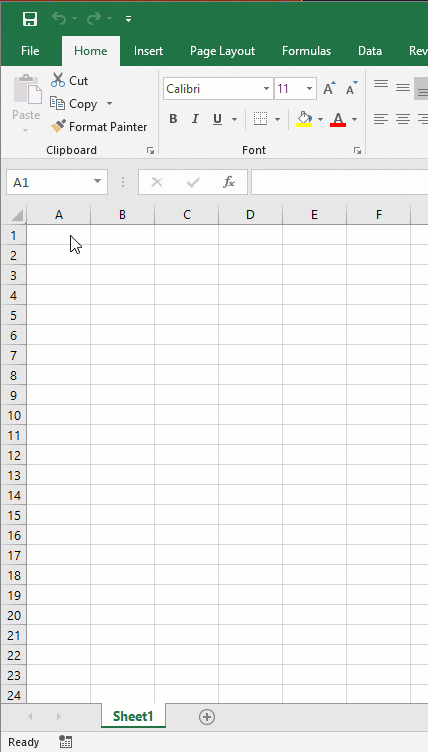 File Home Insert Page Layout Formulas Data Rev
Cut
Copy
Format Painter
Paste
Clipboard
Calibri 11 A A
B I U A
Font
A1 fx
A B C D E F
1
2
3
4
5
6
7
8
9
10
11
12
13
14
15
16
17
18
19
20
21
22
23
24
Sheet1
Ready